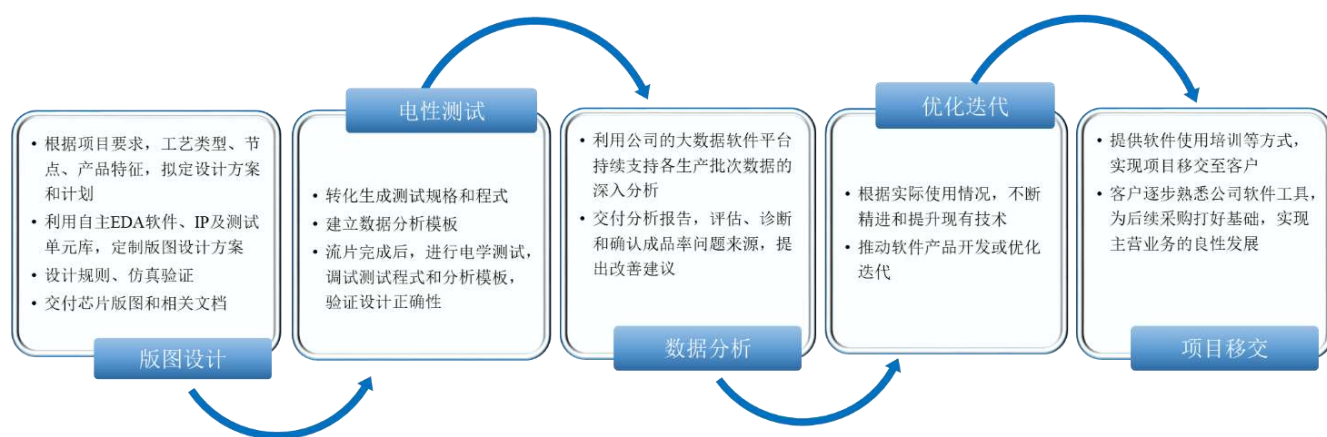 • 根据项目要求，工艺类型、节
点、产品特征，拟定设计方案
和计划
• 利用自主EDA软件、IP及测试
单元库，定制版图设计方案
• 设计规则、仿真验证
• 交付芯片版图和相关文档
版图设计
电性测试
• 转化生成测试规格和程式
• 建立数据分析模板
• 流片完成后，进行电学测试，
调试测试程式和分析模板，
验证设计正确性
• 利用公司的大数据软件平台
持续支持各生产批次数据的
深入分析
• 交付分析报告，评估、诊断
和确认成品率问题来源，提
出改善建议
数据分析
优化迭代
• 根据实际使用情况，不断
精进和提升现有技术
• 推动软件产品开发或优化
迭代
• 提供软件使用培训等方式，
实现项目移交至客户
• 客户逐步熟悉公司软件工具，
为后续采购打好基础，实现
主营业务的良性发展
项目移交